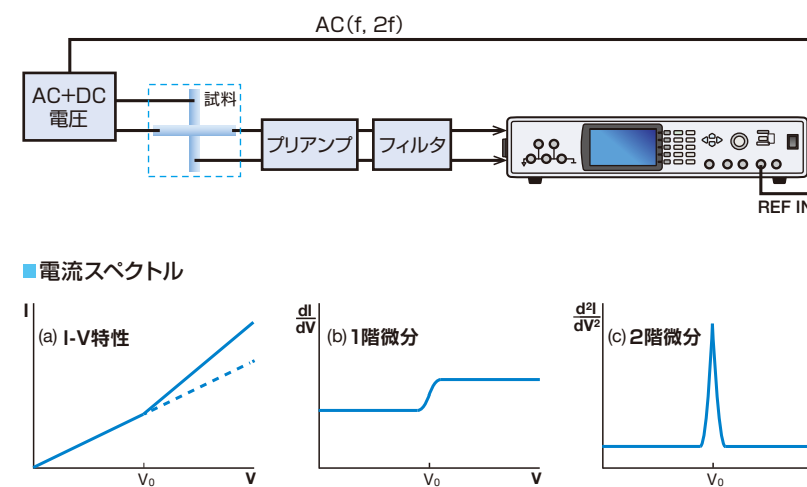 AC(f, 2f)
AC+DC
電圧
試料
プリアンプ
フィルタ
REF IN
■電流スペクトル
I
(a) I-V特性
V₀
V
dI
dV
(b) 1階微分
V₀
V
d²I
dV²
(c) 2階微分
V₀